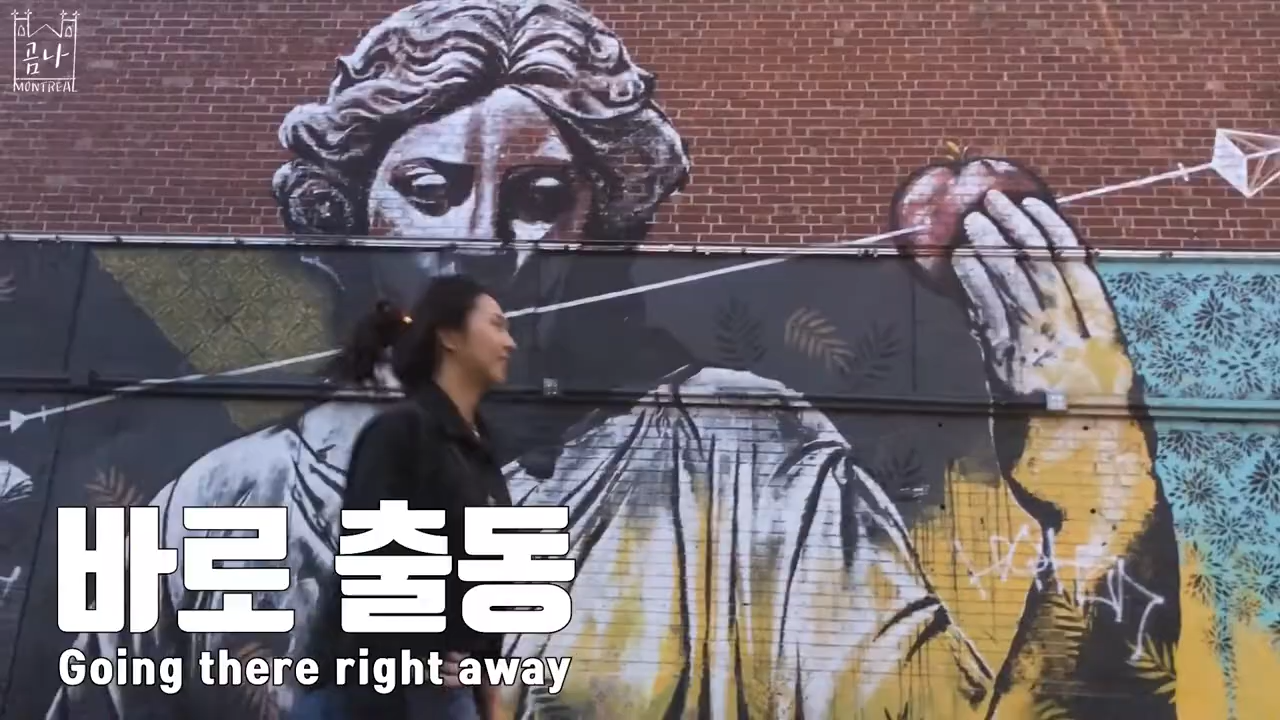 곰나
MONTREAL
바로 출동
Going there right away